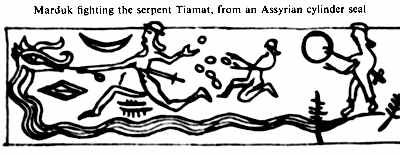 Marduk fighting the serpent Tiamat, from an Assyrian cylinder seal